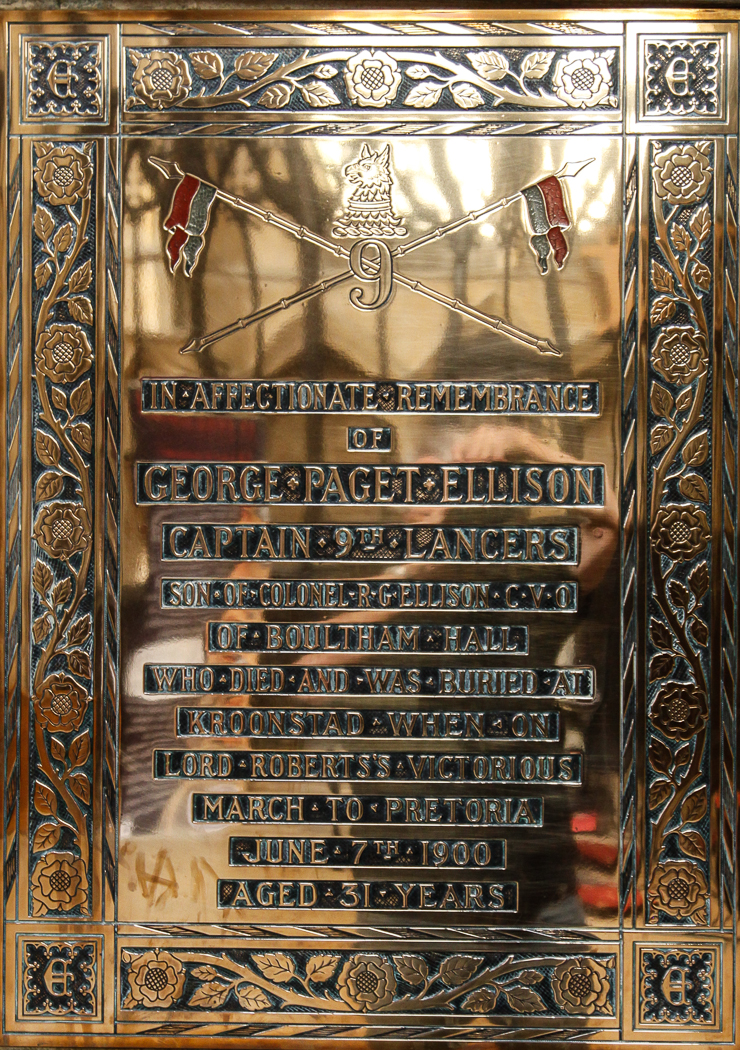 E E
9
IN AFFECTIONATE REMEMBRANCE
OF
GEORGE PAGET ELLISON
CAPTAIN · 9TH · LANCERS
SON · OF · COLONEL · R · G · ELLISON · C · V · O
OF BOULTHAM · HALL
WHO · DIED · AND · WAS · BURIED · AT
KROONSTAD · WHEN · ON
LORD · ROBERTS'S · VICTORIOUS
MARCH · TO · PRETORIA
JUNE · 7TH · 1900
AGED · 31 · YEARS
E E